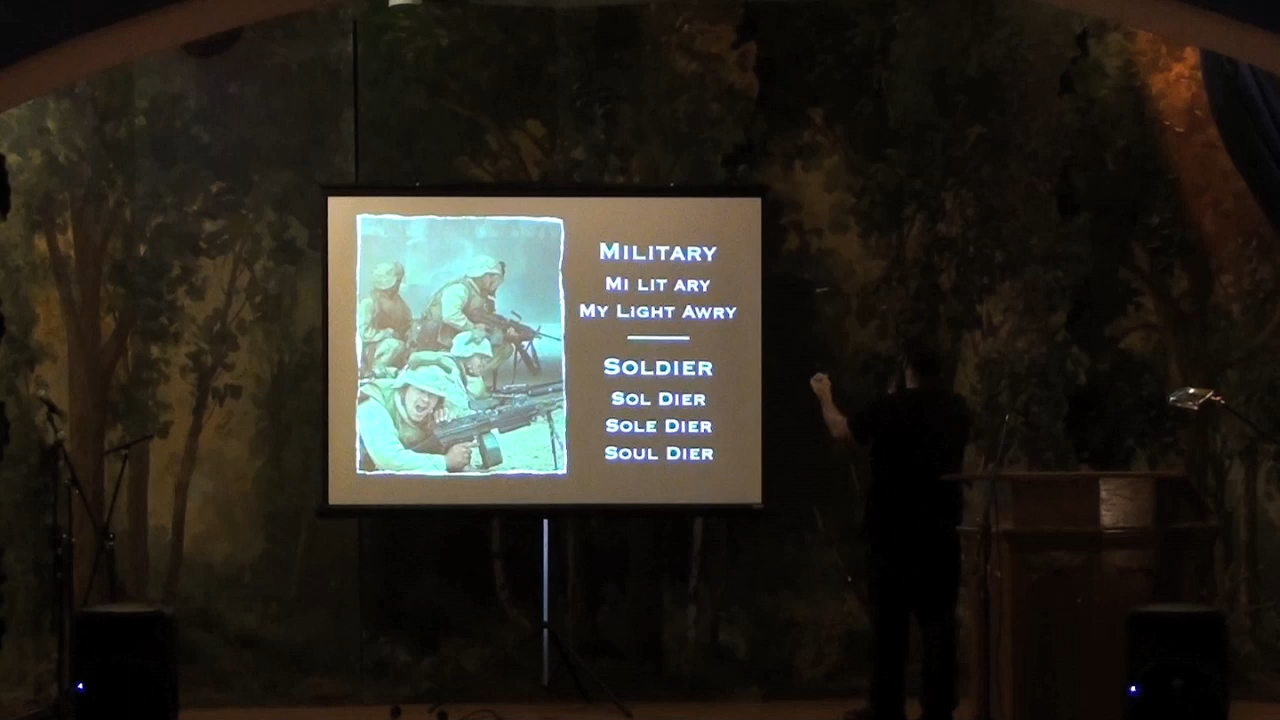 MILITARY
MI LIT ARY
MY LIGHT AWRY
SOLDIER
SOL DIER
SOLE DIER
SOUL DIER